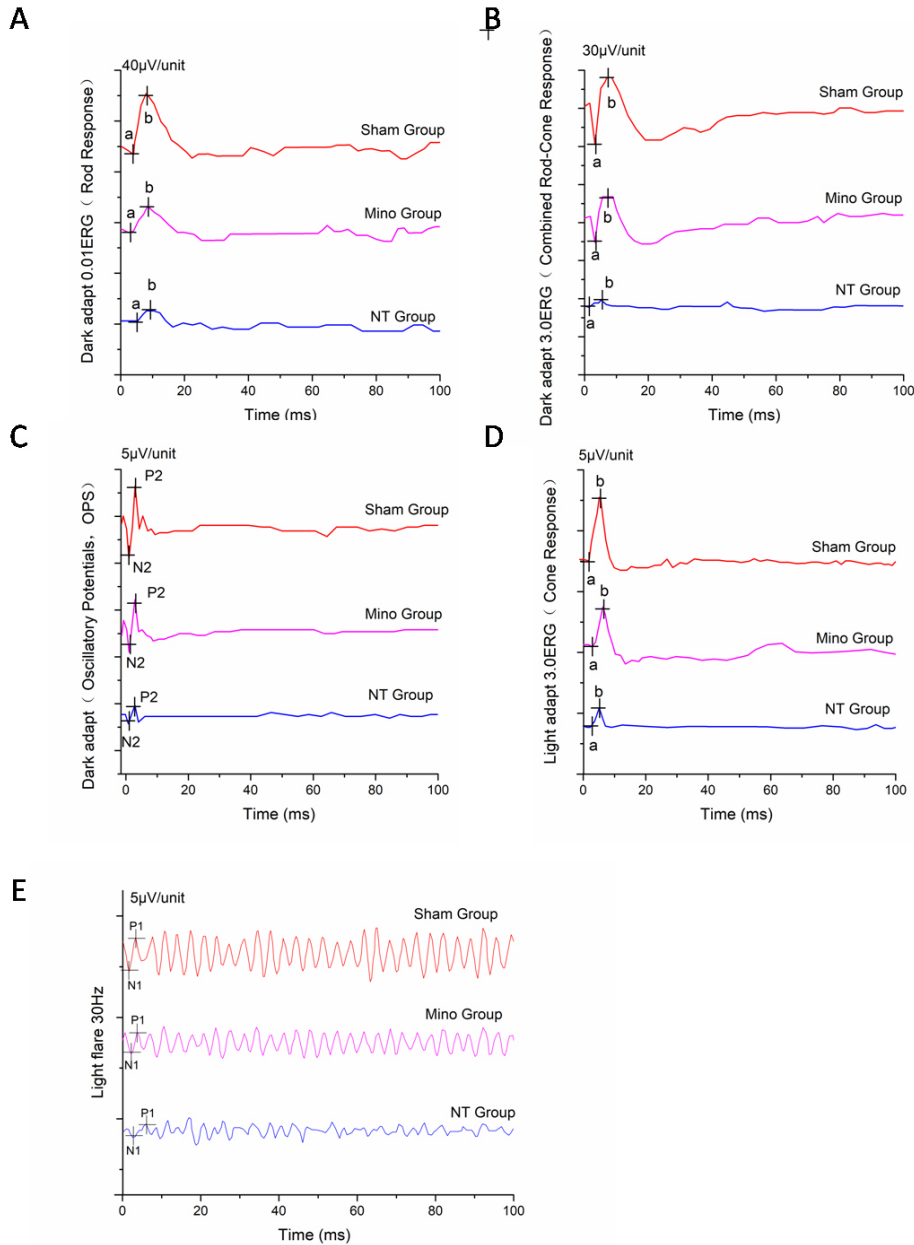 A
40μV/unit
Dark adapt 0.01ERG（ Rod Response）
a
b
Sham Group
a
b
Mino Group
a
b
NT Group
0 20 40 60 80 100
Time (ms)
B
30μV/unit
Dark adapt 3.0ERG（ Combined Rod-Cone Response）
Sham Group
b
a
Mino Group
b
a
NT Group
b
a
0 20 40 60 80 100
Time (ms)
C
5μV/unit
Dark adapt（ Oscillatory Potentials, OPS）
P2
Sham Group
N2
P2
Mino Group
N2
P2
NT Group
N2
0 20 40 60 80 100
Time (ms)
D
5μV/unit
Light adapt 3.0ERG（ Cone Response）
b
Sham Group
a
b
Mino Group
a
b
NT Group
a
0 20 40 60 80 100
Time (ms)
E
5μV/unit
Light flare 30Hz
Sham Group
P1
N1
Mino Group
P1
N1
NT Group
P1
N1
0 20 40 60 80 100
Time (ms)